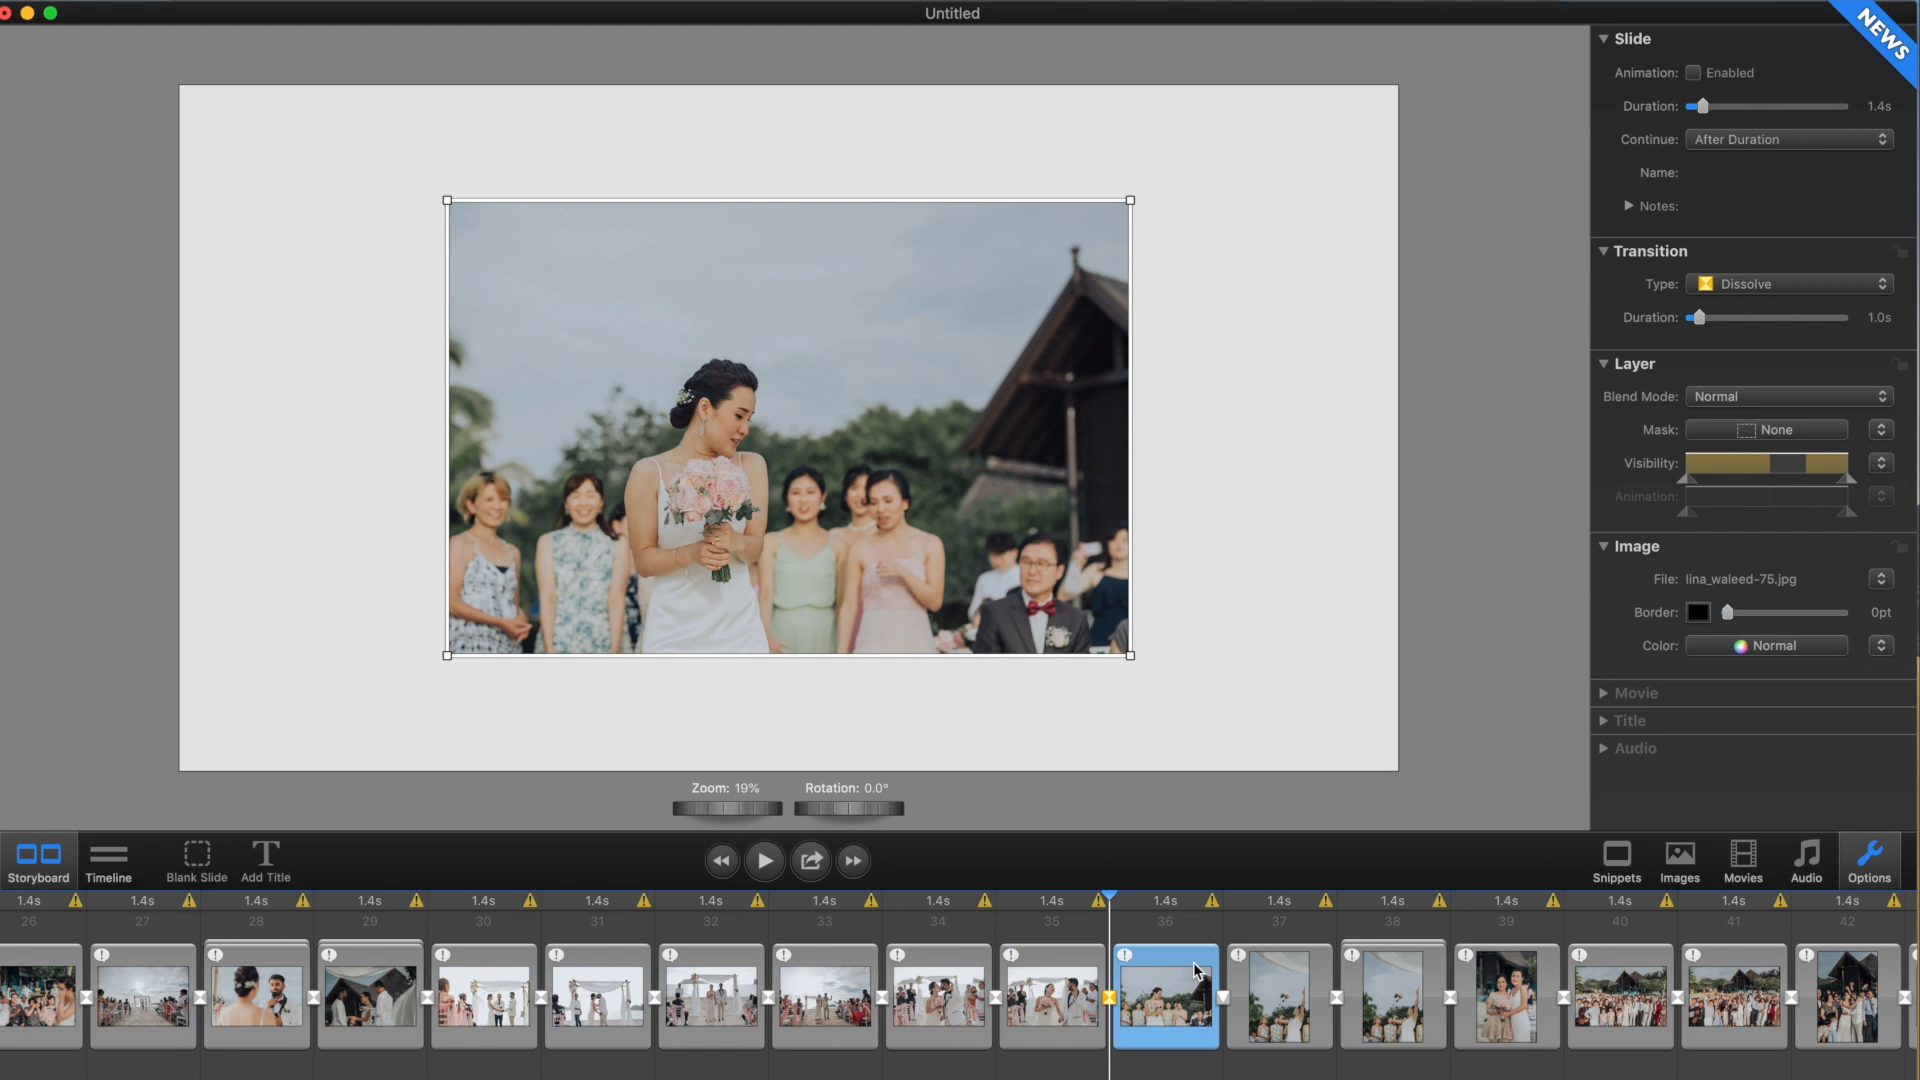 Untitled
NEWS
Slide
Animation: Enabled
Duration: 1.4s
Continue: After Duration
Name:
Notes:
Transition
Type: Dissolve
Duration: 1.0s
Layer
Blend Mode: Normal
Mask: None
Visibility:
Animation:
Image
File: lina_waleed-75.jpg
Border: 0pt
Color: Normal
Movie
Title
Audio
Zoom: 19% Rotation: 0.0°
Storyboard Timeline Blank Slide Add Title Snippets Images Movies Audio Options
1.4s 1.4s 1.4s 1.4s 1.4s 1.4s 1.4s 1.4s 1.4s 1.4s 1.4s 1.4s 1.4s 1.4s 1.4s 1.4s 1.4s
26 27 28 29 30 31 32 33 34 35 36 37 38 39 40 41 42